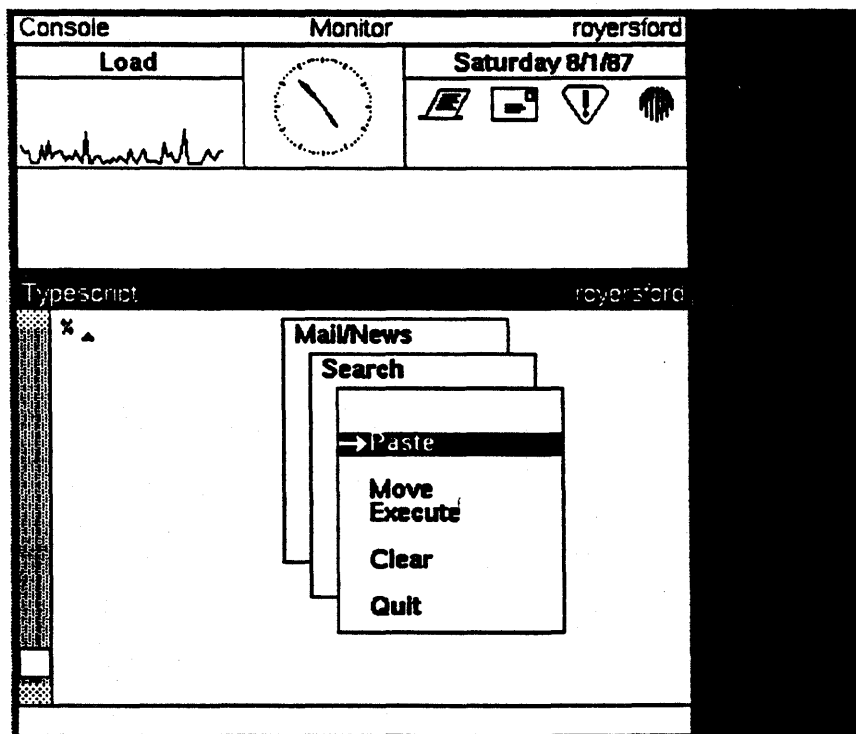 Console Monitor royersford
Load Saturday 8/1/87
Typescript royersford
%
Mail/News
Search
Paste
Move
Execute
Clear
Quit